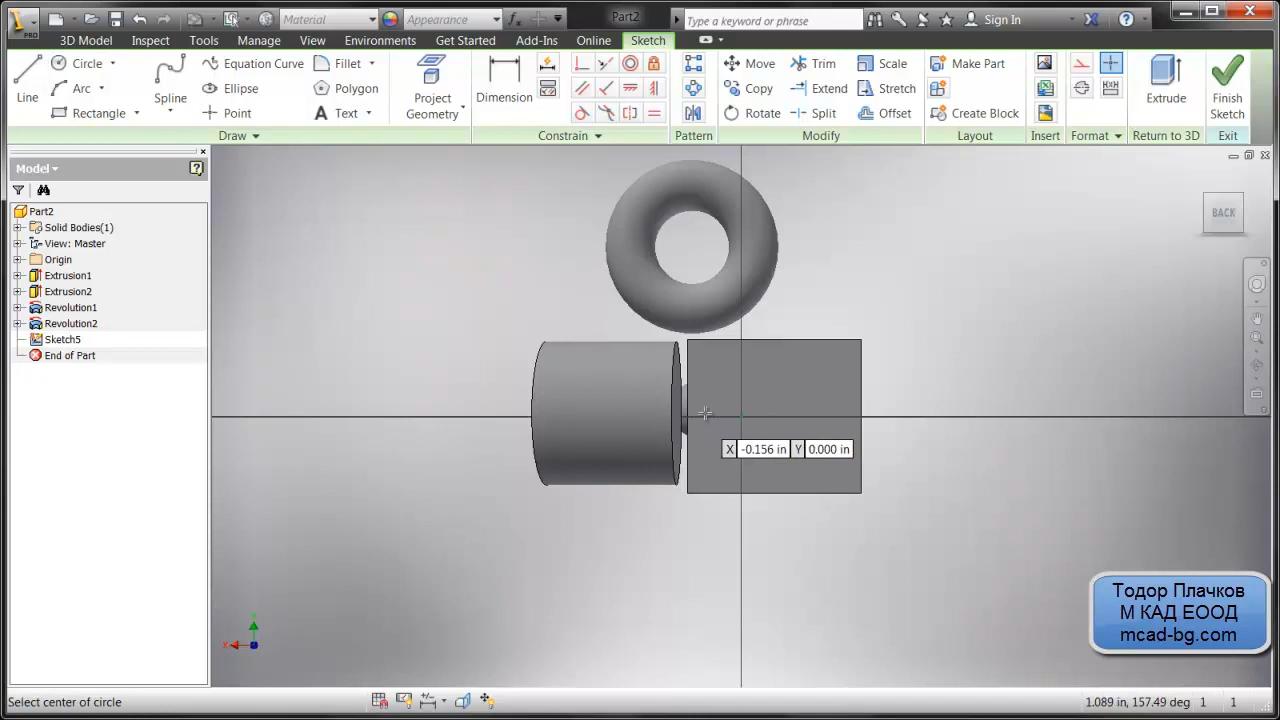 PRO
Material
Appearance
Part2
Type a keyword or phrase
Sign In
3D Model
Inspect
Tools
Manage
View
Environments
Get Started
Add-Ins
Online
Sketch
Line
Circle
Arc
Rectangle
Spline
Equation Curve
Ellipse
Point
Fillet
Polygon
Text
Project
Geometry
Dimension
Move
Copy
Rotate
Trim
Extend
Split
Scale
Stretch
Offset
Make Part
Create Block
Extrude
Finish
Sketch
Draw
Constrain
Pattern
Modify
Layout
Insert
Format
Return to 3D
Exit
Model
Part2
Solid Bodies(1)
View: Master
Origin
Extrusion1
Extrusion2
Revolution1
Revolution2
Sketch5
End of Part
BACK
X -0.156 in Y 0.000 in
Тодор Плачков
М КАД ЕООД
mcad-bg.com
Select center of circle
1.089 in, 157.49 deg 1 1